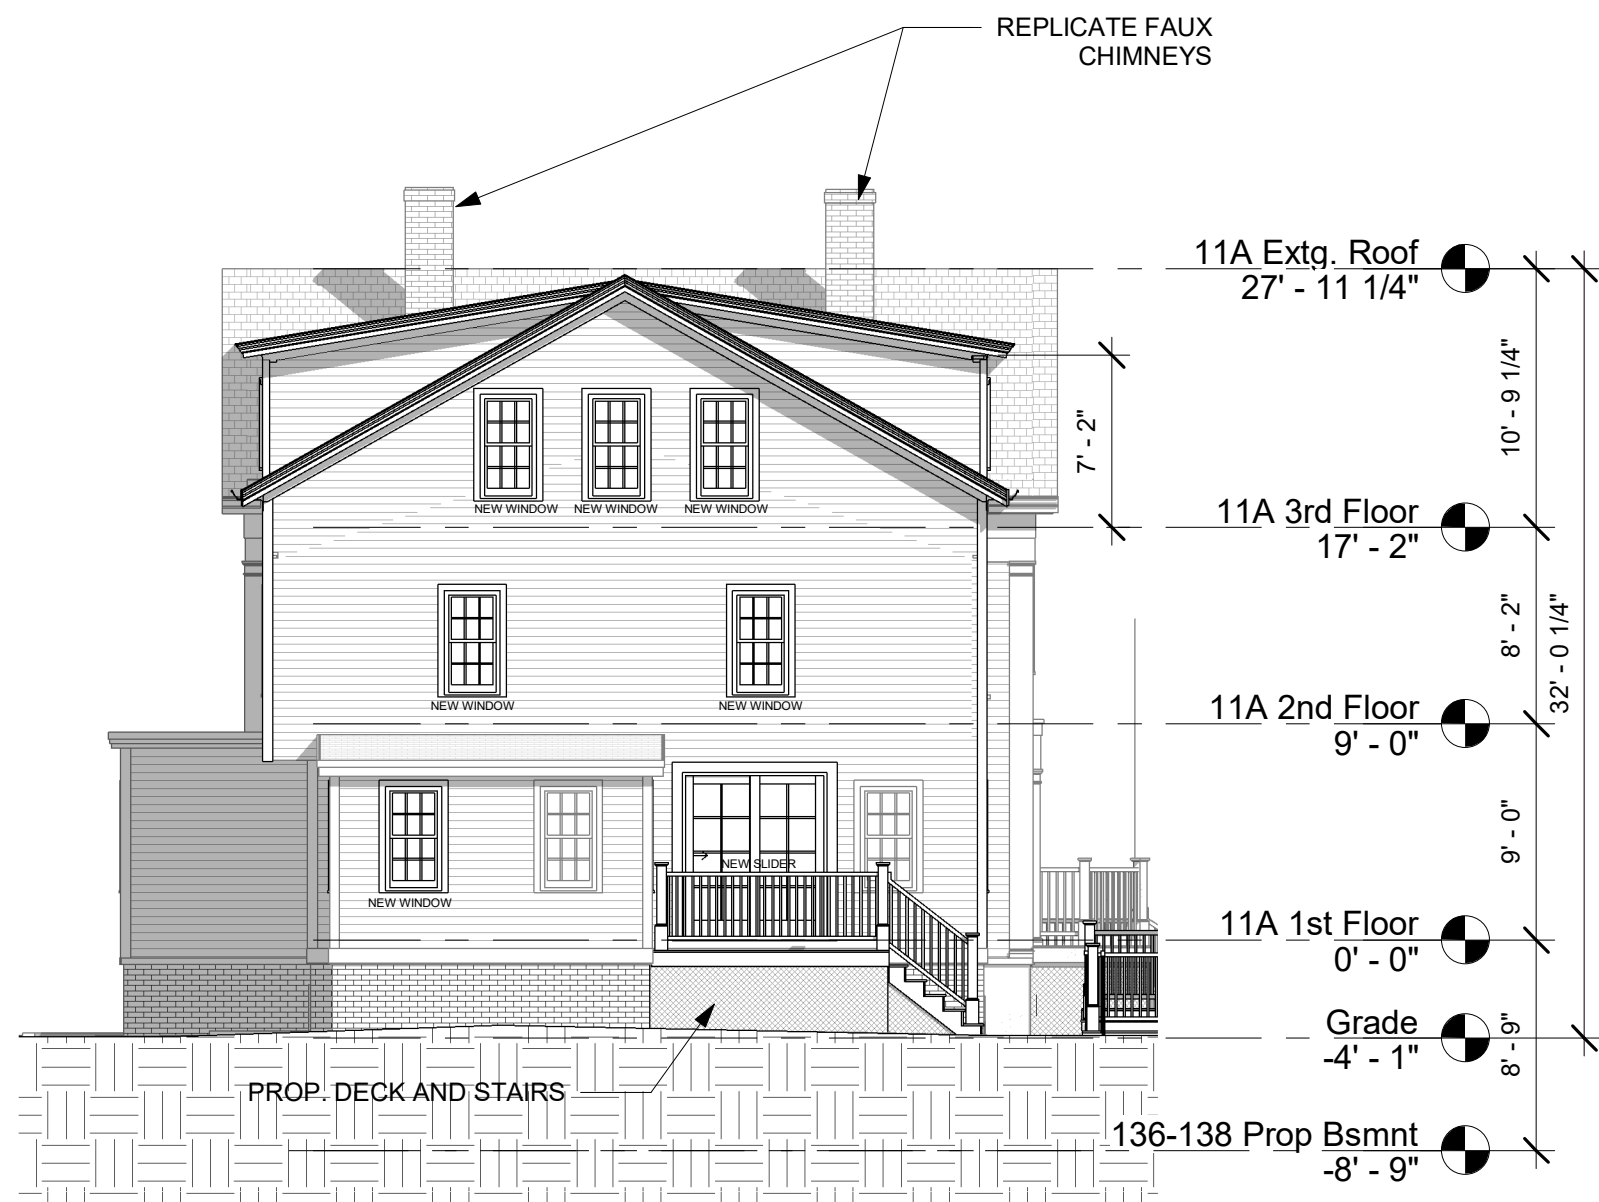 REPLICATE FAUX
CHIMNEYS
11A Extg. Roof
27' - 11 1/4"
10' - 9 1/4"
7' - 2"
NEW WINDOW
NEW WINDOW
NEW WINDOW
11A 3rd Floor
17' - 2"
8' - 2"
32' - 0 1/4"
NEW WINDOW
NEW WINDOW
11A 2nd Floor
9' - 0"
9' - 0"
NEW SLIDER
NEW WINDOW
11A 1st Floor
0' - 0"
Grade
-4' - 1"
8' - 9"
PROP. DECK AND STAIRS
136-138 Prop Bsmnt
-8' - 9"